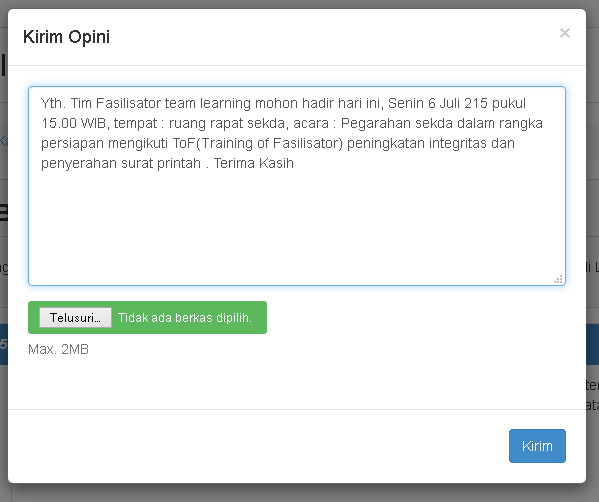 Kirim Opini
×
Yth. Tim Fasilisator team learning mohon hadir hari ini, Senin 6 Juli 215 pukul
15.00 WIB, tempat : ruang rapat sekda, acara : Pegarahan sekda dalam rangka
persiapan mengikuti ToF(Training of Fasilisator) peningkatan integritas dan
penyerahan surat printah . Terima Kasih
Telusuri... Tidak ada berkas dipilih.
Max. 2MB
Kirim